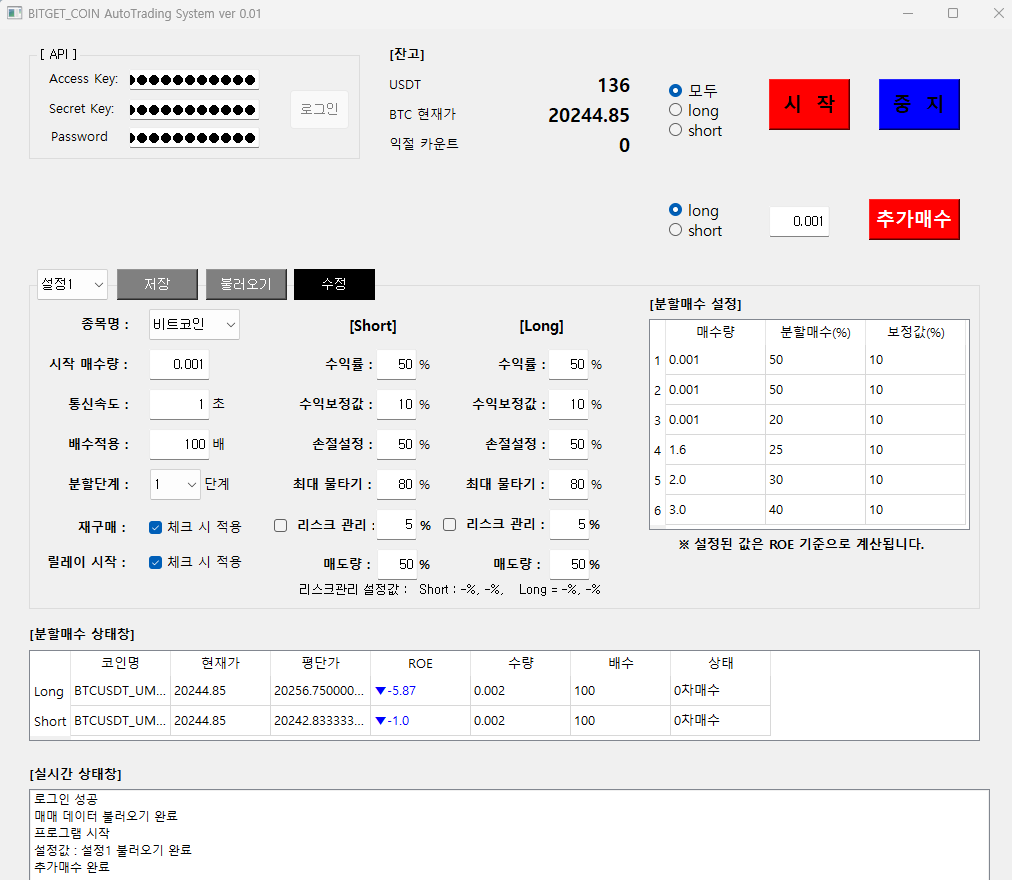 BITGET_COIN AutoTrading System ver 0.01
[ API ]
Access Key:
Secret Key:
Password
로그인
[잔고]
USDT 136
BTC 현재가 20244.85
익절 카운트 0
모두
long
short
시 작
중 지
long
short
0.001
추가매수
설정1 저장 불러오기 수정
종목명 : 비트코인
시작 매수량 : 0.001
통신속도 : 1 초
배수적용 : 100 배
분할단계 : 1 단계
재구매 : 체크 시 적용
릴레이 시작 : 체크 시 적용
[Short]
수익률 : 50 %
수익보정값 : 10 %
손절설정 : 50 %
최대 물타기 : 80 %
리스크 관리 : 5 %
매도량 : 50 %
[Long]
수익률 : 50 %
수익보정값 : 10 %
손절설정 : 50 %
최대 물타기 : 80 %
리스크 관리 : 5 %
매도량 : 50 %
리스크관리 설정값 : Short : -%, -%, Long = -%, -%
[분할매수 설정]
매수량 분할매수(%) 보정값(%)
1 0.001 50 10
2 0.001 50 10
3 0.001 20 10
4 1.6 25 10
5 2.0 30 10
6 3.0 40 10
※ 설정된 값은 ROE 기준으로 계산됩니다.
[분할매수 상태창]
코인명 현재가 평단가 ROE 수량 배수 상태
Long BTCUSDT_UM... 20244.85 20256.750000... ▼-5.87 0.002 100 0차매수
Short BTCUSDT_UM... 20244.85 20242.833333... ▼-1.0 0.002 100 0차매수
[실시간 상태창]
로그인 성공
매매 데이터 불러오기 완료
프로그램 시작
설정값 : 설정1 불러오기 완료
추가매수 완료